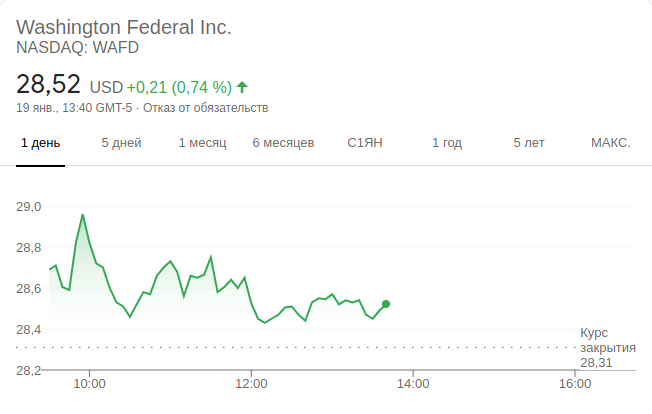 Washington Federal Inc.
NASDAQ: WAFD
28,52 USD +0,21 (0,74 %)
19 янв., 13:40 GMT-5 · Отказ от обязательств
1 день 5 дней 1 месяц 6 месяцев С1ЯН 1 год 5 лет МАКС.
29,0
28,8
28,6
28,4
Курс
закрытия
28,31
28,2
10:00 12:00 14:00 16:00